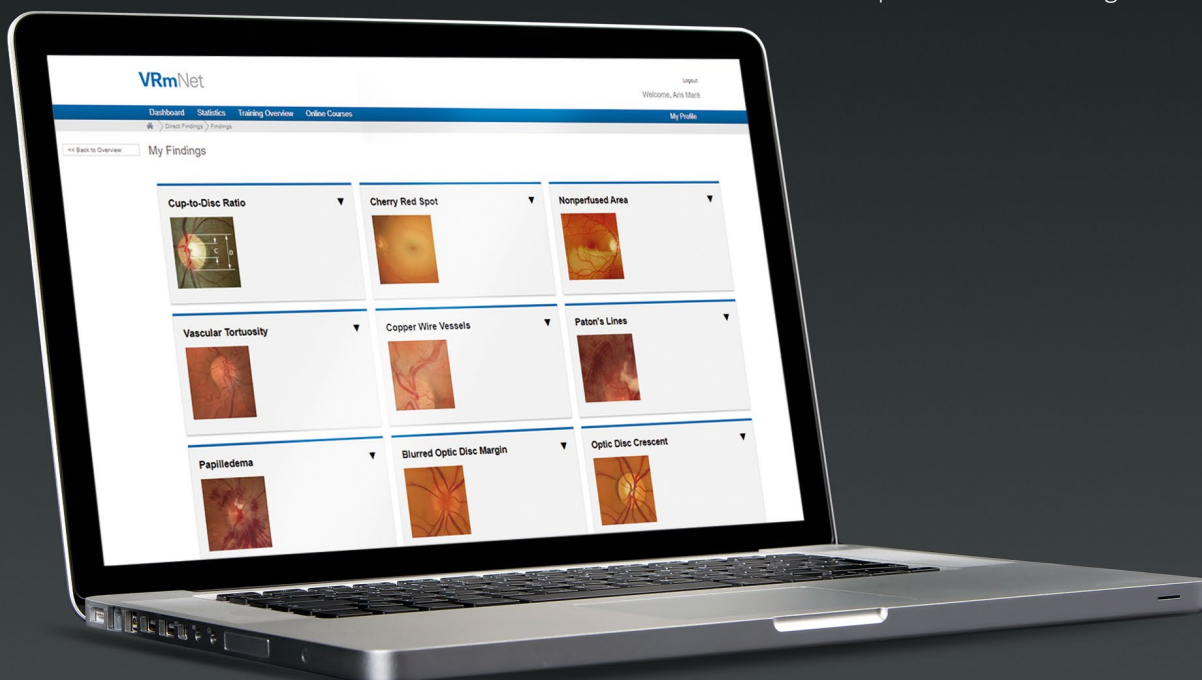 VRmNet
Logout
Welcome, Aris Maré
Dashboard Statistics Training Overview Online Courses
My Profile
Direct Findings Findings
<< Back to Overview
My Findings
Cup-to-Disc Ratio
Cherry Red Spot
Nonperfused Area
C
D
Vascular Tortuosity
Copper Wire Vessels
Paton's Lines
Papilledema
Blurred Optic Disc Margin
Optic Disc Crescent